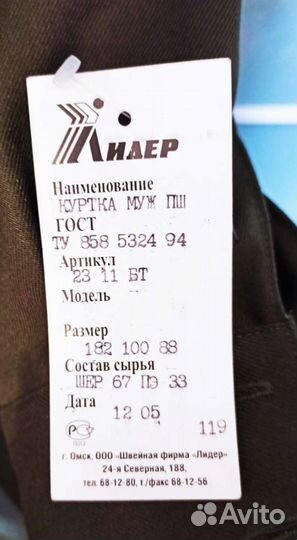 ЛИДЕР
Наименование
КУРТКА МУЖ ПШ
ГОСТ
ТУ 858 5324 94
Артикул
23 11 БТ
Модель
Размер
182 100 88
Состав сырья
ШЕР 67 ПЭ 33
Дата
12 05
119
г. Омск, ООО «Швейная фирма "Лидер»
24-я Северная, 188,
тел. 68-12-80, т./факс 68-12-56
Avito